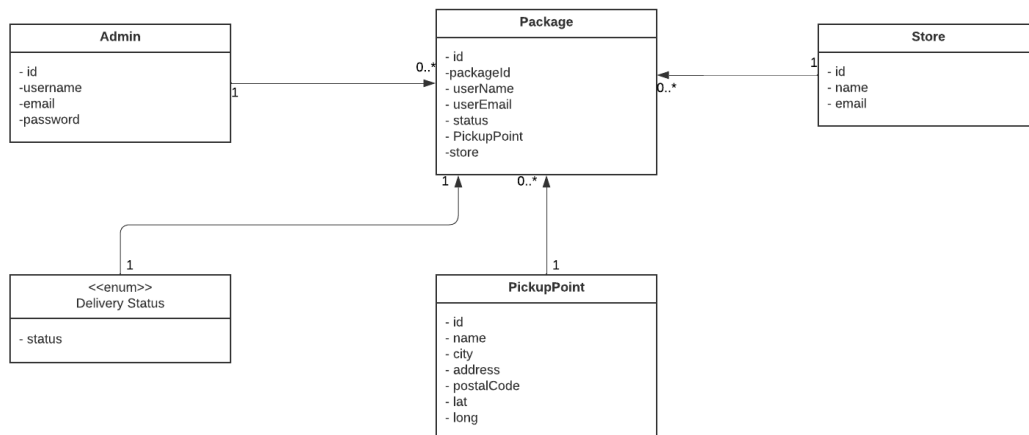 Admin
- id
-username
-email
-password
1
0..*
Package
- id
-packageId
- userName
- userEmail
- status
- PickupPoint
-store
0..*
1
Store
- id
- name
- email
1
0..*
1
<<enum>>
Delivery Status
- status
1
PickupPoint
- id
- name
- city
- address
- postalCode
- lat
- long